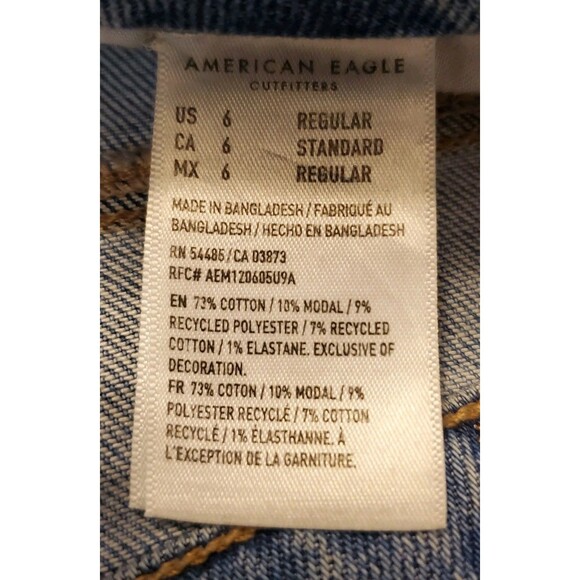 AMERICAN EAGLE
OUTFITTERS
US 6 REGULAR
CA 6 STANDARD
MX 6 REGULAR
MADE IN BANGLADESH / FABRIQUÉ AU
BANGLADESH / HECHO EN BANGLADESH
RN 54485 / CA 03873
RFC# AEM120605U9A
EN 73% COTTON / 10% MODAL / 9%
RECYCLED POLYESTER / 7% RECYCLED
COTTON / 1% ELASTANE. EXCLUSIVE OF
DECORATION.
FR 73% COTON / 10% MODAL / 9%
POLYESTER RECYCLÉ / 7% COTTON
RECYCLÉ / 1% ÉLASTHANNE. À
L'EXCEPTION DE LA GARNITURE.